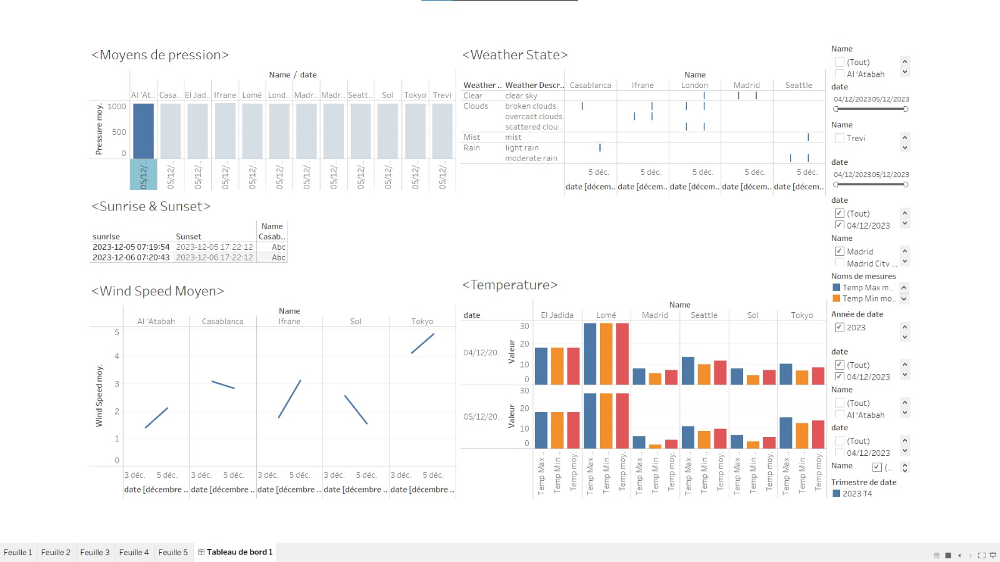 <Moyens de pression>
Name / date
Al ‘At.. Casa.. El Jad.. Ifrane Lomé Lond.. Madr.. Madr.. Seatt.. Sol Tokyo Trevi
Pressure moy.
1000
500
0
05/12/.. 05/12/.. 05/12/.. 05/12/.. 05/12/.. 05/12/.. 05/12/.. 05/12/.. 05/12/.. 05/12/.. 05/12/.. 05/12/..
<Weather State>
Name
Weather .. Weather Descr.. Casablanca Ifrane London Madrid Seattle
Clear clear sky
Clouds broken clouds
overcast clouds
scattered clou..
Mist mist
Rain light rain
moderate rain
5 déc. 5 déc. 5 déc. 5 déc. 5 déc.
date [décem.. date [décem.. date [décem.. date [décem.. date [décem..
<Sunrise & Sunset>
Name
sunrise Sunset Casab..
2023-12-05 07:19:54 2023-12-05 17:22:12 Abc
2023-12-06 07:20:43 2023-12-06 17:22:12 Abc
<Wind Speed Moyen>
Name
Al ‘Atabah Casablanca Ifrane Sol Tokyo
Wind Speed moy.
5
4
3
2
1
0
3 déc. 5 déc. 3 déc. 5 déc. 3 déc. 5 déc. 3 déc. 5 déc. 3 déc. 5 déc.
date [décembre .. date [décembre .. date [décembre .. date [décembre .. date [décembre ..
<Temperature>
Name
date El Jadida Lomé Madrid Seattle Sol Tokyo
04/12/20..
Valeur
30
20
10
0
05/12/20..
Valeur
30
20
10
0
Temp Max .. Temp Min .. Temp moy. Temp Max .. Temp Min .. Temp moy. Temp Max .. Temp Min .. Temp moy. Temp Max .. Temp Min .. Temp moy. Temp Max .. Temp Min .. Temp moy. Temp Max .. Temp Min .. Temp moy.
Name
(Tout)
Al ‘Atabah
date
04/12/2023 05/12/2023
Name
Trevi
date
04/12/2023 05/12/2023
date
(Tout)
04/12/2023
Name
Madrid
Madrid City ...
Noms de mesures
Temp Max m..
Temp Min mo..
Année de date
2023
date
(Tout)
04/12/2023
Name
(Tout)
Al ‘Atabah
date
(Tout)
04/12/2023
Name (...
Trimestre de date
2023 T4
Feuille 1 Feuille 2 Feuille 3 Feuille 4 Feuille 5 Tableau de bord 1